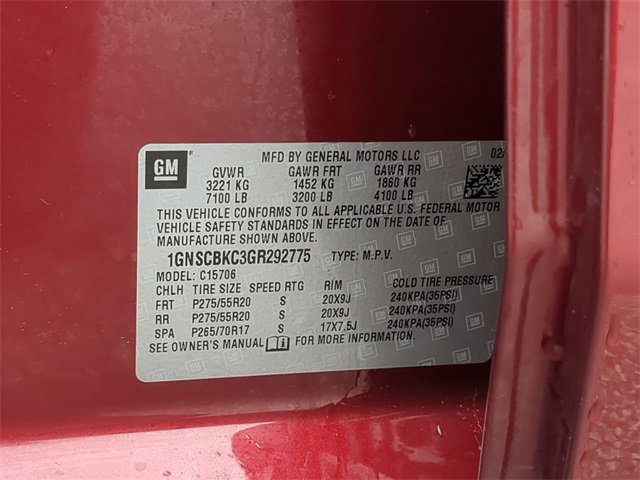 GM
MFD BY GENERAL MOTORS LLC 02/
GVWR GAWR FRT GAWR RR
3221 KG 1452 KG 1860 KG
7100 LB 3200 LB 4100 LB
THIS VEHICLE CONFORMS TO ALL APPLICABLE U.S. FEDERAL MOTOR
VEHICLE SAFETY STANDARDS IN EFFECT ON THE DATE OF
MANUFACTURE SHOWN ABOVE.
1GNSCBKC3GR292775 TYPE: M.P.V.
MODEL: C15706
CHLH TIRE SIZE SPEED RTG RIM COLD TIRE PRESSURE
FRT P275/55R20 S 20X9J 240KPA(35PSI)
RR P275/55R20 S 20X9J 240KPA(35PSI)
SPA P265/70R17 S 17X7.5J 240KPA(35PSI)
SEE OWNER'S MANUAL FOR MORE INFORMATION.